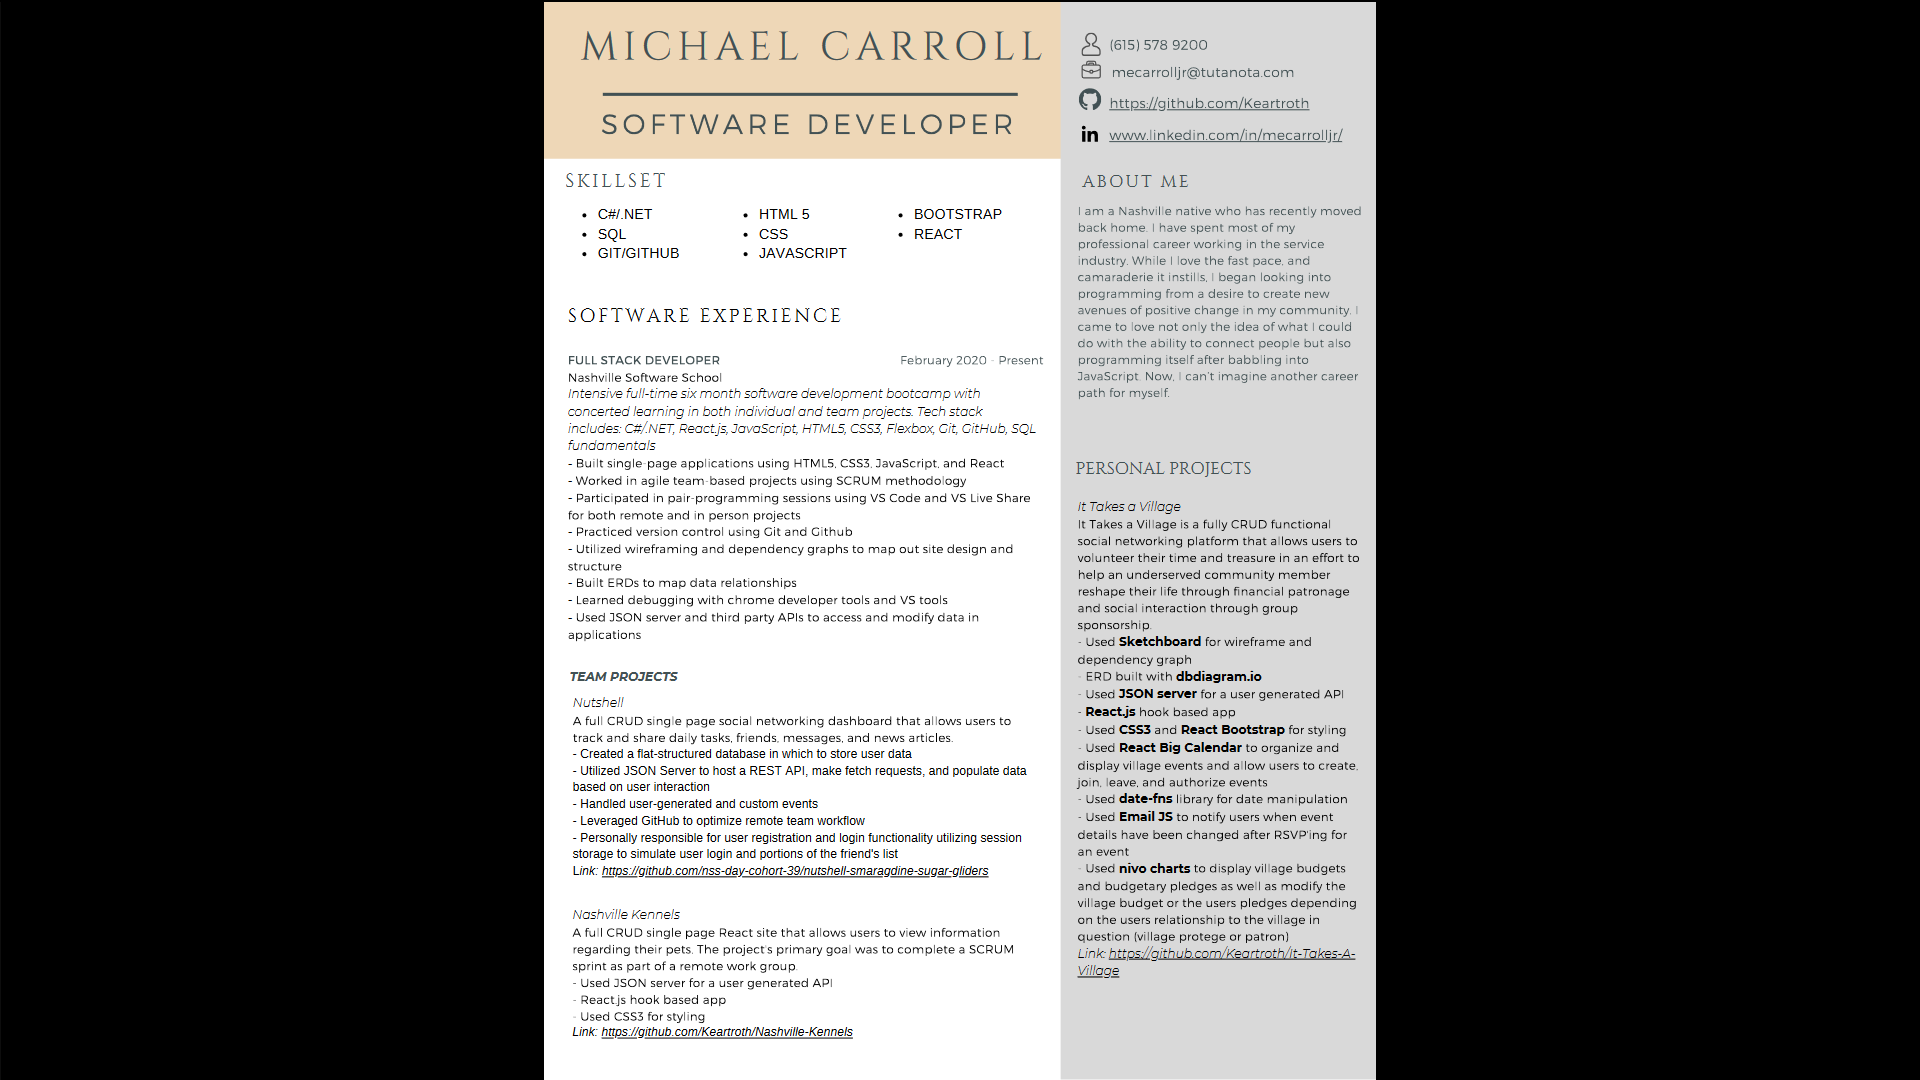 MICHAEL CARROLL
SOFTWARE DEVELOPER
(615) 578 9200
mecarrolljr@tutanota.com
https://github.com/Keartroth
in www.linkedin.com/in/mecarrolljr/
SKILLSET
• C#/.NET
• SQL
• GIT/GITHUB
• HTML 5
• CSS
• JAVASCRIPT
• BOOTSTRAP
• REACT
SOFTWARE EXPERIENCE
FULL STACK DEVELOPER February 2020 - Present
Nashville Software School
Intensive full-time six month software development bootcamp with
concerted learning in both individual and team projects. Tech stack
includes: C#/.NET, React.js, JavaScript, HTML5, CSS3, Flexbox, Git, GitHub, SQL
fundamentals
- Built single-page applications using HTML5, CSS3, JavaScript, and React
- Worked in agile team-based projects using SCRUM methodology
- Participated in pair-programming sessions using VS Code and VS Live Share
for both remote and in person projects
- Practiced version control using Git and Github
- Utilized wireframing and dependency graphs to map out site design and
structure
- Built ERDs to map data relationships
- Learned debugging with chrome developer tools and VS tools
- Used JSON server and third party APIs to access and modify data in
applications
TEAM PROJECTS
Nutshell
A full CRUD single page social networking dashboard that allows users to
track and share daily tasks, friends, messages, and news articles.
- Created a flat-structured database in which to store user data
- Utilized JSON Server to host a REST API, make fetch requests, and populate data
based on user interaction
- Handled user-generated and custom events
- Leveraged GitHub to optimize remote team workflow
- Personally responsible for user registration and login functionality utilizing session
storage to simulate user login and portions of the friend's list
Link: https://github.com/nss-day-cohort-39/nutshell-smaragdine-sugar-gliders
Nashville Kennels
A full CRUD single page React site that allows users to view information
regarding their pets. The project's primary goal was to complete a SCRUM
sprint as part of a remote work group.
- Used JSON server for a user generated API
- React.js hook based app
- Used CSS3 for styling
Link: https://github.com/Keartroth/Nashville-Kennels
ABOUT ME
I am a Nashville native who has recently moved
back home. I have spent most of my
professional career working in the service
industry. While I love the fast pace, and
camaraderie it instills, I began looking into
programming from a desire to create new
avenues of positive change in my community. I
came to love not only the idea of what I could
do with the ability to connect people but also
programming itself after babbling into
JavaScript. Now, I can't imagine another career
path for myself.
PERSONAL PROJECTS
It Takes a Village
It Takes a Village is a fully CRUD functional
social networking platform that allows users to
volunteer their time and treasure in an effort to
help an underserved community member
reshape their life through financial patronage
and social interaction through group
sponsorship.
- Used Sketchboard for wireframe and
dependency graph
- ERD built with dbdiagram.io
- Used JSON server for a user generated API
- React.js hook based app
- Used CSS3 and React Bootstrap for styling
- Used React Big Calendar to organize and
display village events and allow users to create,
join, leave, and authorize events
- Used date-fns library for date manipulation
- Used Email JS to notify users when event
details have been changed after RSVP'ing for
an event
- Used nivo charts to display village budgets
and budgetary pledges as well as modify the
village budget or the users pledges depending
on the users relationship to the village in
question (village protege or patron)
Link: https://github.com/Keartroth/It-Takes-A-
Village